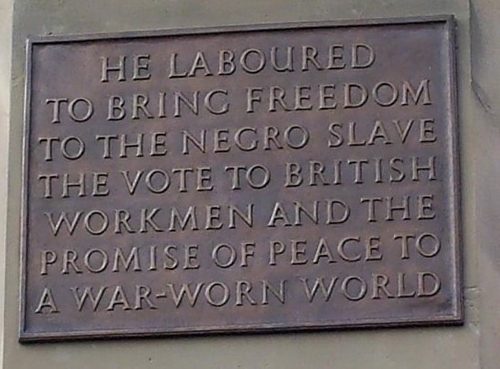 HE LABOURED
TO BRING FREEDOM
TO THE NEGRO SLAVE
THE VOTE TO BRITISH
WORKMEN AND THE
PROMISE OF PEACE TO
A WAR-WORN WORLD